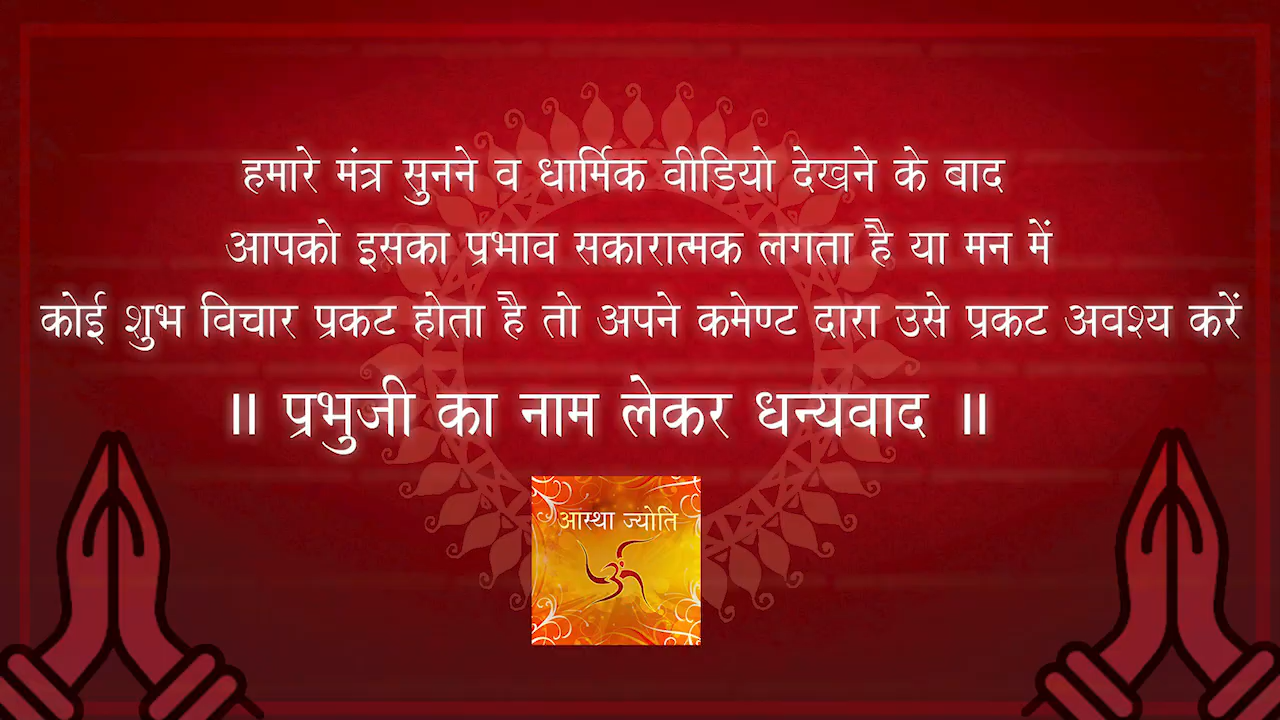 हमारे मंत्र सुनने व धार्मिक वीडियो देखने के बाद
आपको इसका प्रभाव सकारात्मक लगता है या मन में
कोई शुभ विचार प्रकट होता है तो अपने कमेण्ट दारा उसे प्रकट अवश्य करें
॥ प्रभुजी का नाम लेकर धन्यवाद ॥
आस्था ज्योति